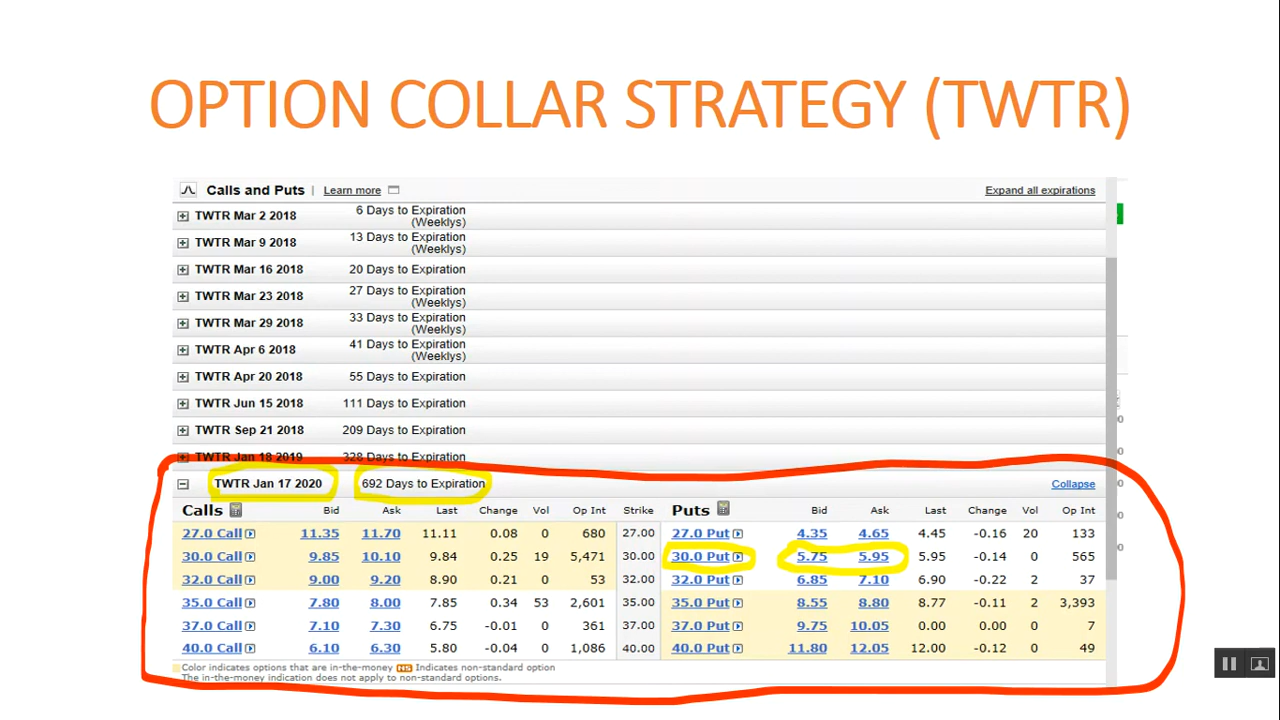 OPTION COLLAR STRATEGY (TWTR)
Calls and Puts | Learn more Expand all expirations
TWTR Mar 2 2018 6 Days to Expiration (Weeklys)
TWTR Mar 9 2018 13 Days to Expiration (Weeklys)
TWTR Mar 16 2018 20 Days to Expiration
TWTR Mar 23 2018 27 Days to Expiration (Weeklys)
TWTR Mar 29 2018 33 Days to Expiration (Weeklys)
TWTR Apr 6 2018 41 Days to Expiration (Weeklys)
TWTR Apr 20 2018 55 Days to Expiration
TWTR Jun 15 2018 111 Days to Expiration
TWTR Sep 21 2018 209 Days to Expiration
TWTR Jan 18 2019 328 Days to Expiration
TWTR Jan 17 2020 692 Days to Expiration Collapse
Calls Bid Ask Last Change Vol Op Int Strike Puts Bid Ask Last Change Vol Op Int
27.0 Call 11.35 11.70 11.11 0.08 0 680 27.00 27.0 Put 4.35 4.65 4.45 -0.16 20 133
30.0 Call 9.85 10.10 9.84 0.25 19 5,471 30.00 30.0 Put 5.75 5.95 5.95 -0.14 0 565
32.0 Call 9.00 9.20 8.90 0.21 0 53 32.00 32.0 Put 6.85 7.10 6.90 -0.22 2 37
35.0 Call 7.80 8.00 7.85 0.34 53 2,601 35.00 35.0 Put 8.55 8.80 8.77 -0.11 2 3,393
37.0 Call 7.10 7.30 6.75 -0.01 0 361 37.00 37.0 Put 9.75 10.05 0.00 0.00 0 7
40.0 Call 6.10 6.30 5.80 -0.04 0 1,086 40.00 40.0 Put 11.80 12.05 12.00 -0.12 0 49
Color indicates options that are in-the-money NS Indicates non-standard option
The in-the-money indication does not apply to non-standard options.